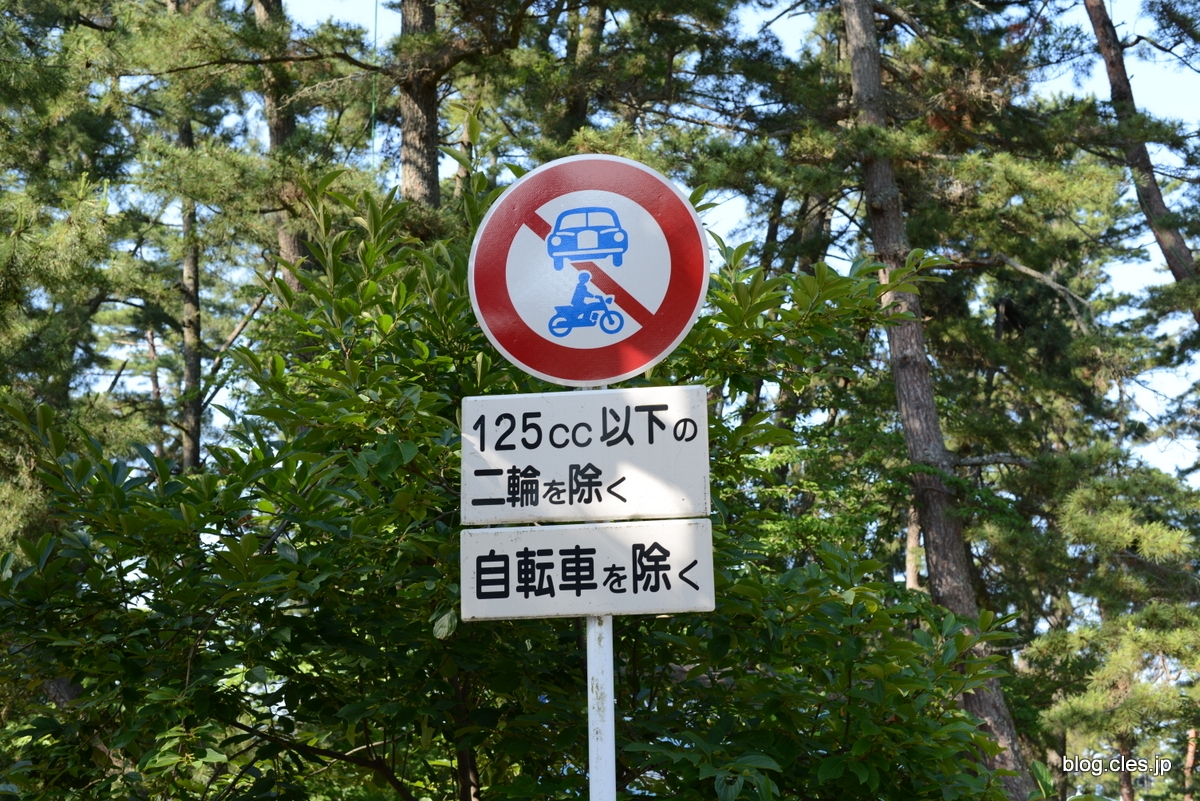 125cc以下の
二輪を除く
自転車を除く
blog.cles.jp